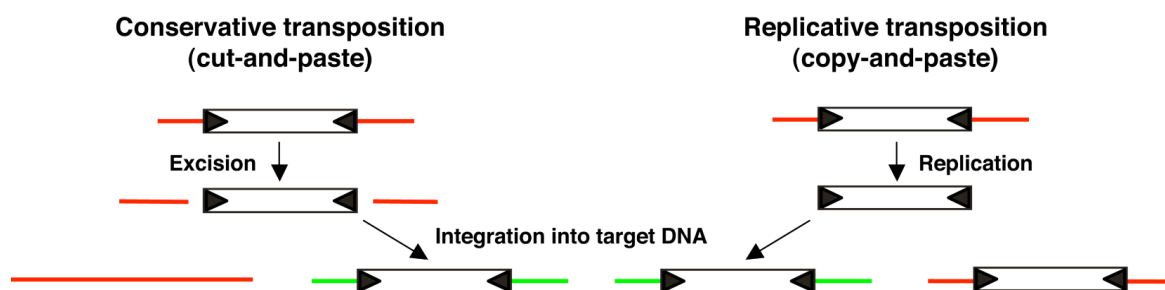 Conservative transposition
(cut-and-paste)
Replicative transposition
(copy-and-paste)
Excision
Replication
Integration into target DNA